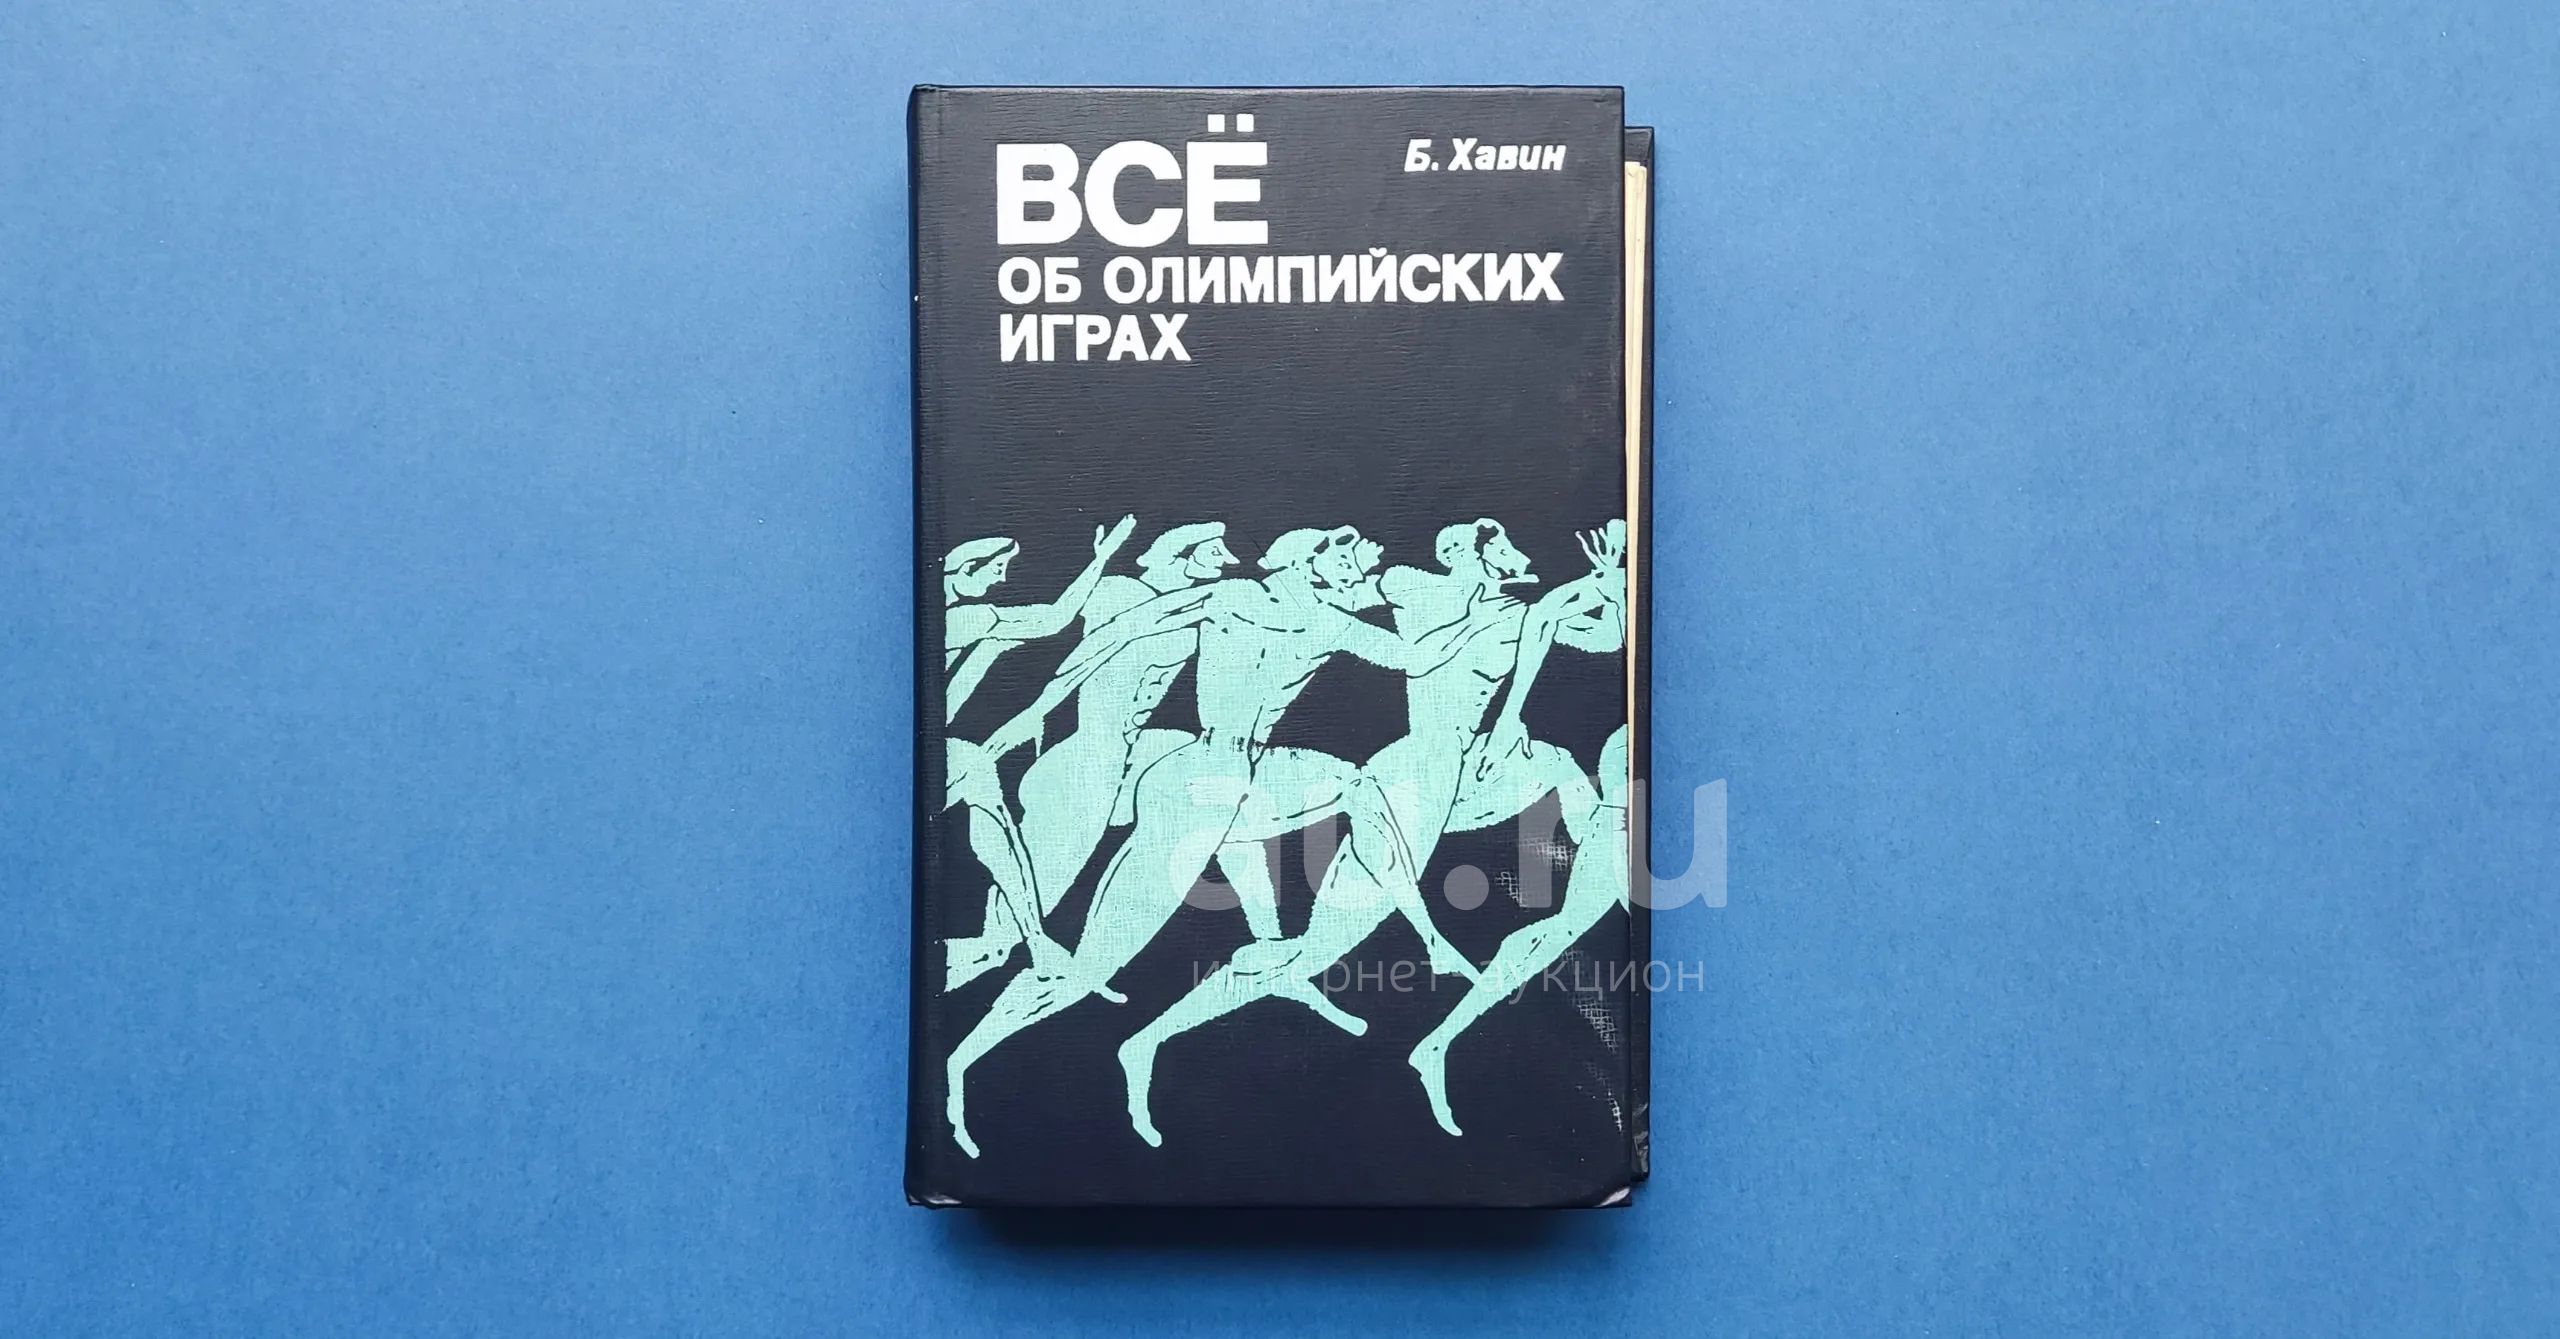 Б. Хавин
ВСЁ
ОБ ОЛИМПИЙСКИХ
ИГРАХ
au.ru
интернет-аукцион